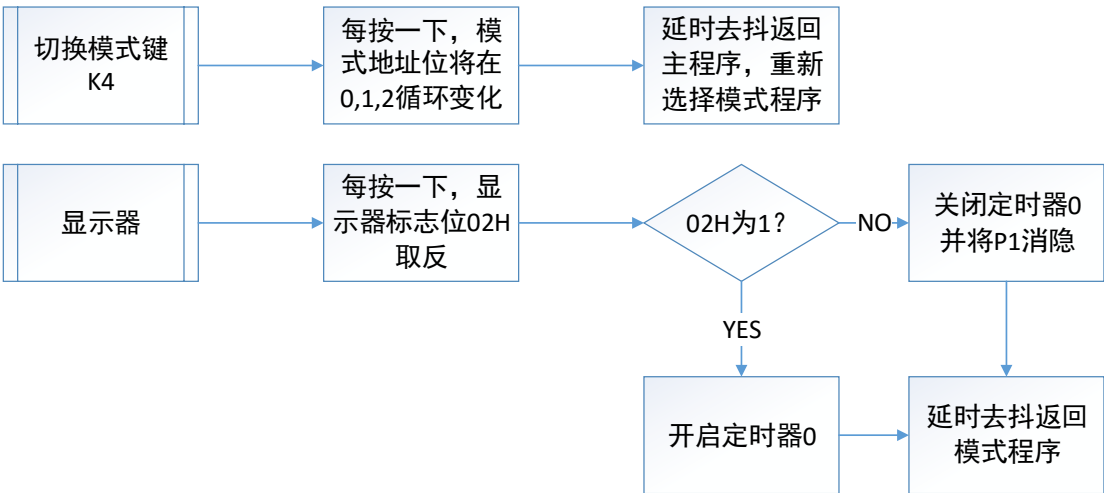 切换模式键
K4
每按一下，模
式地址位将在
0,1,2循环变化
延时去抖返回
主程序，重新
选择模式程序
显示器
每按一下，显
示器标志位02H
取反
02H为1？
NO
关闭定时器0
并将P1消隐
YES
开启定时器0
延时去抖返回
模式程序